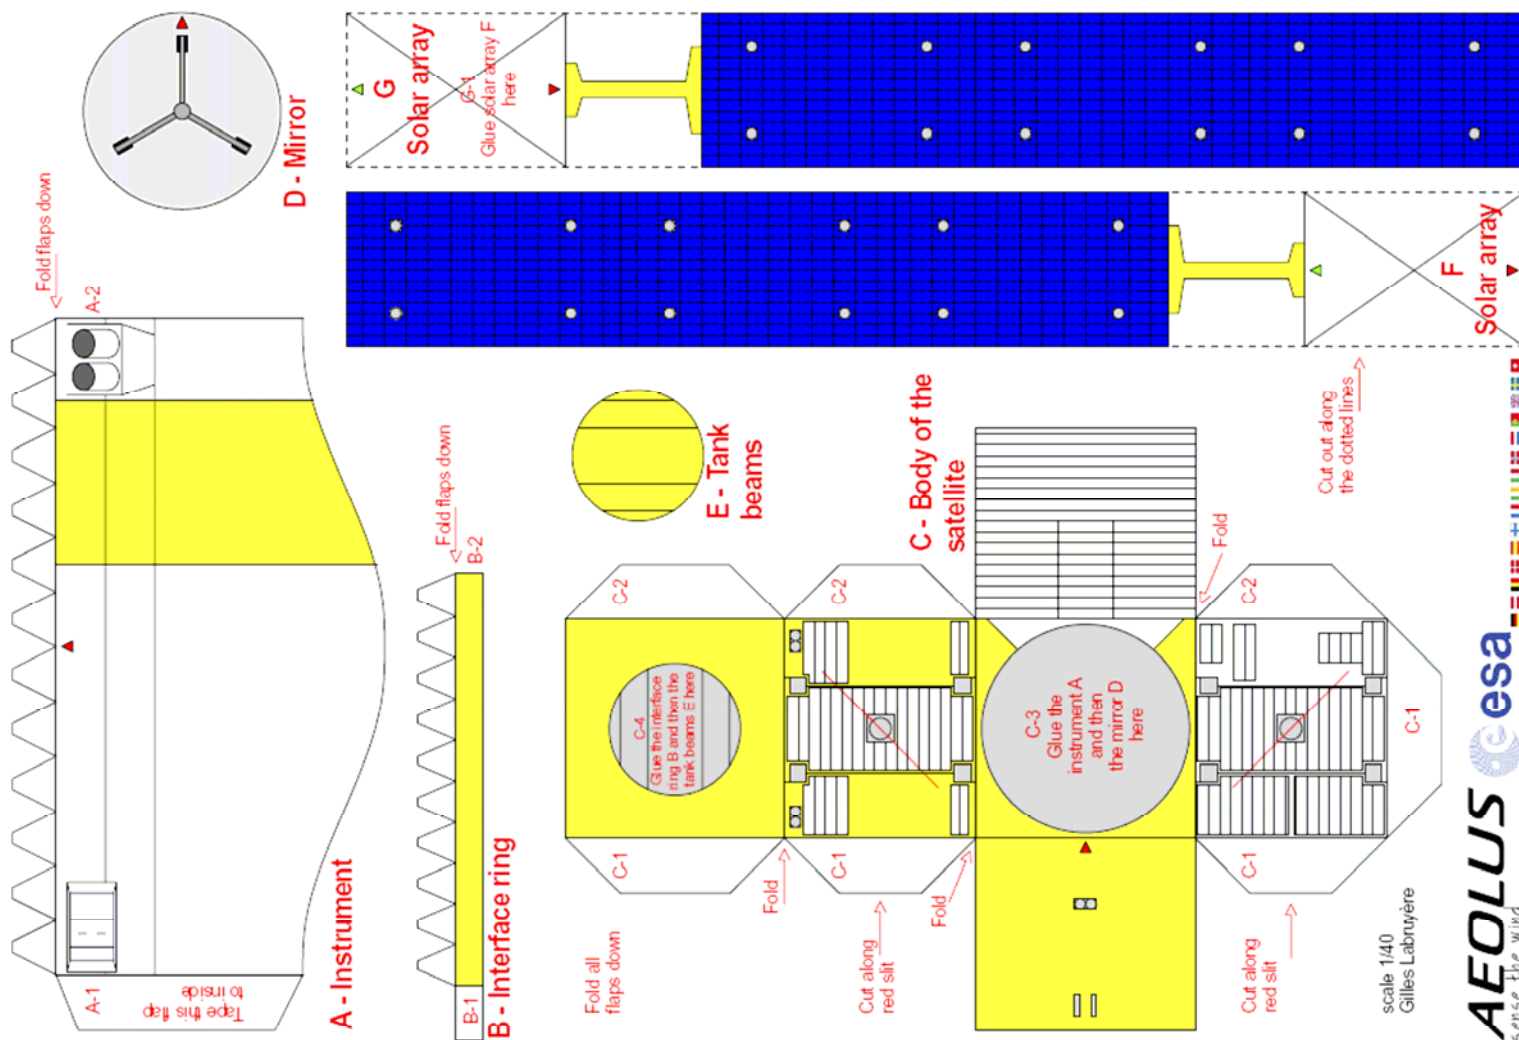 D - Mirror
Fold flaps down
A-2
A-1
Tape this flap
to inside
A - Instrument
Fold flaps down
B-2
B-1
B - Interface ring
G
Solar array
G-1
Glue solar array F
here
F
Solar array
Cut out along
the dotted lines
E - Tank
beams
C - Body of the
satellite
Fold
C-2
C-2
C-2
C-4
Glue the interface
ring B and then the
tank beams E here
C-3
Glue the
instrument A
and then
the mirror D
here
C-1
C-1
C-1
C-1
Fold
Fold
Fold all
flaps down
Cut along
red slit
Cut along
red slit
scale 1/40
Gilles Labruyère
esa
AEOLUS
sense the wind